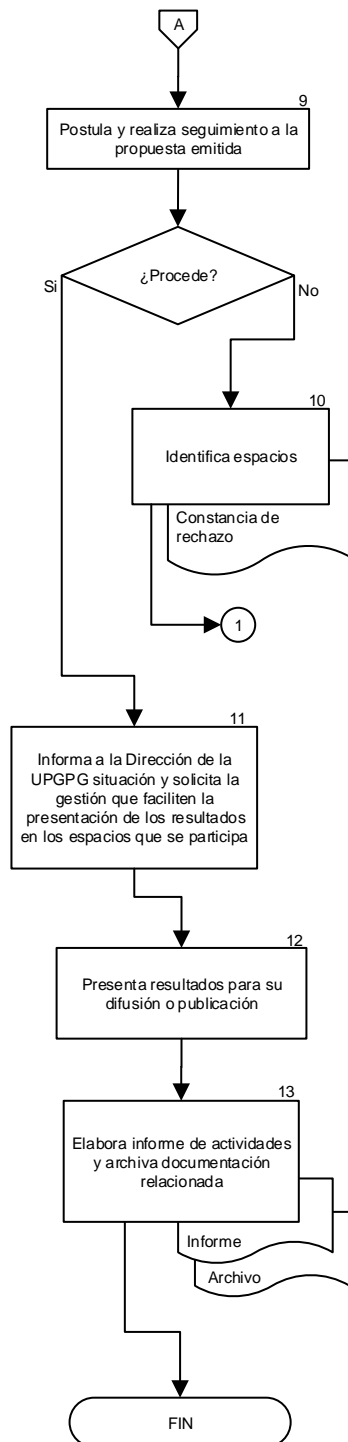 A
9
Postula y realiza seguimiento a la
propuesta emitida
¿Procede?
Si
No
10
Identifica espacios
Constancia de
rechazo
1
11
Informa a la Dirección de la
UPGPG situación y solicita la
gestión que faciliten la
presentación de los resultados
en los espacios que se participa
12
Presenta resultados para su
difusión o publicación
13
Elabora informe de actividades
y archiva documentación
relacionada
Informe
Archivo
FIN